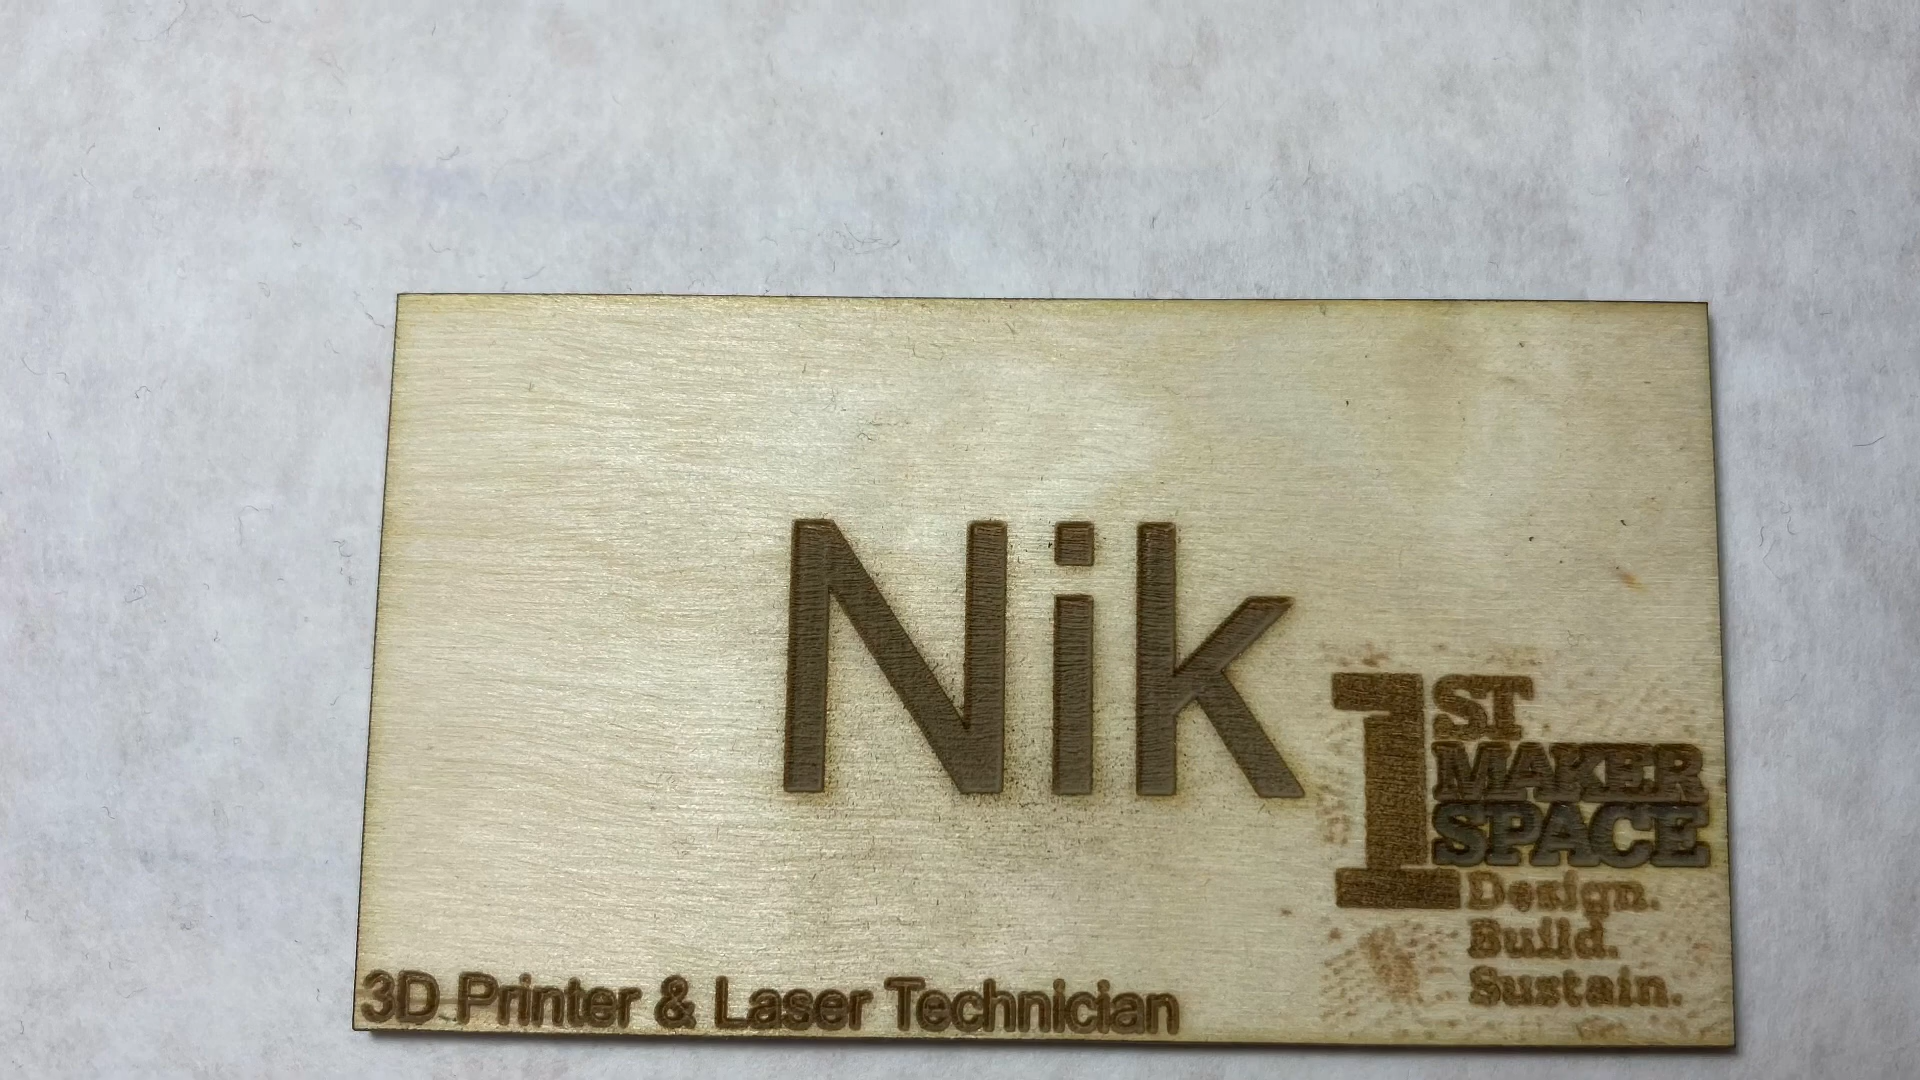 Nik
1ST
MAKER
SPACE
Design.
Build.
Sustain.
3D Printer & Laser Technician